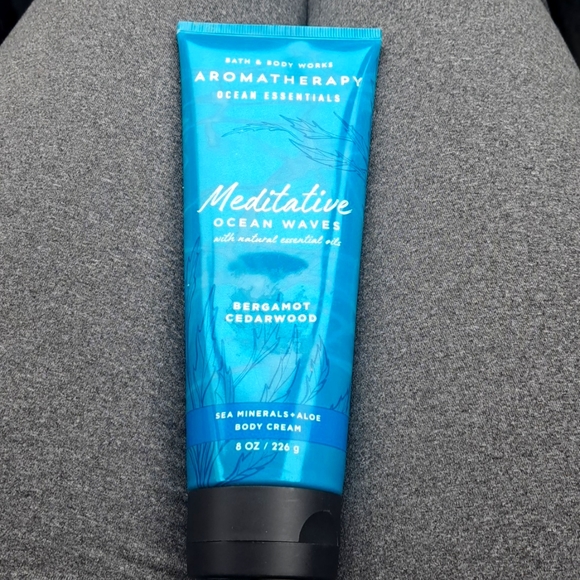 BATH & BODY WORKS
AROMATHERAPY
OCEAN ESSENTIALS
Meditative
OCEAN WAVES
with natural essential oils
BERGAMOT
CEDARWOOD
SEA MINERALS + ALOE
BODY CREAM
8 OZ / 226 g